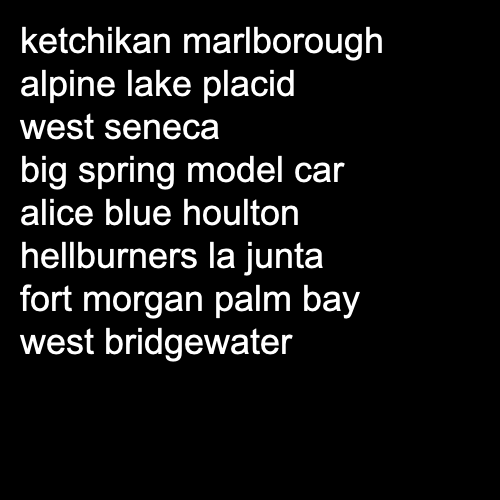 ketchikan marlborough
alpine lake placid
west seneca
big spring model car
alice blue houlton
hellburners la junta
fort morgan palm bay
west bridgewater